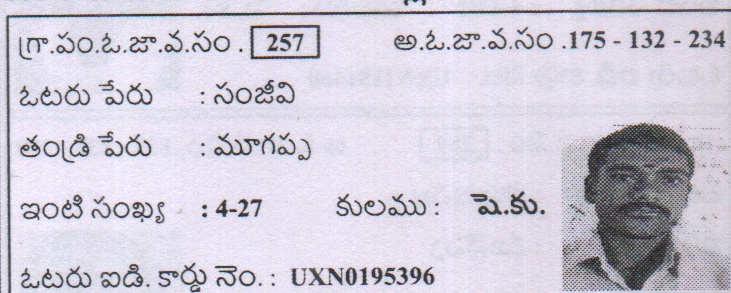 గ్రా.పం.ఓ.జా.వ.సం . 257 అ.ఓ.జా.వ.సం .175 - 132 - 234
ఓటరు పేరు : సంజీవి
తండ్రి పేరు : మూగప్ప
ఇంటి సంఖ్య : 4-27 కులము : షె.కు.
ఓటరు ఐడి. కార్డు నెం. : UXN0195396